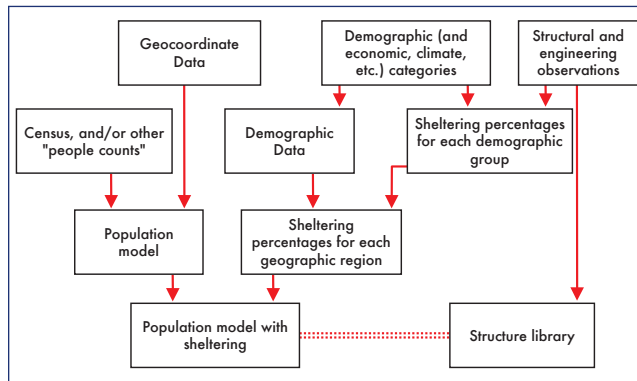 Geocoordinate
Data
Demographic (and
economic, climate,
etc.) categories
Structural and
engineering
observations
Census, and/or other
"people counts"
Demographic
Data
Sheltering percentages
for each demographic
group
Population
model
Sheltering
percentages for each
geographic region
Population model with
sheltering
Structure library